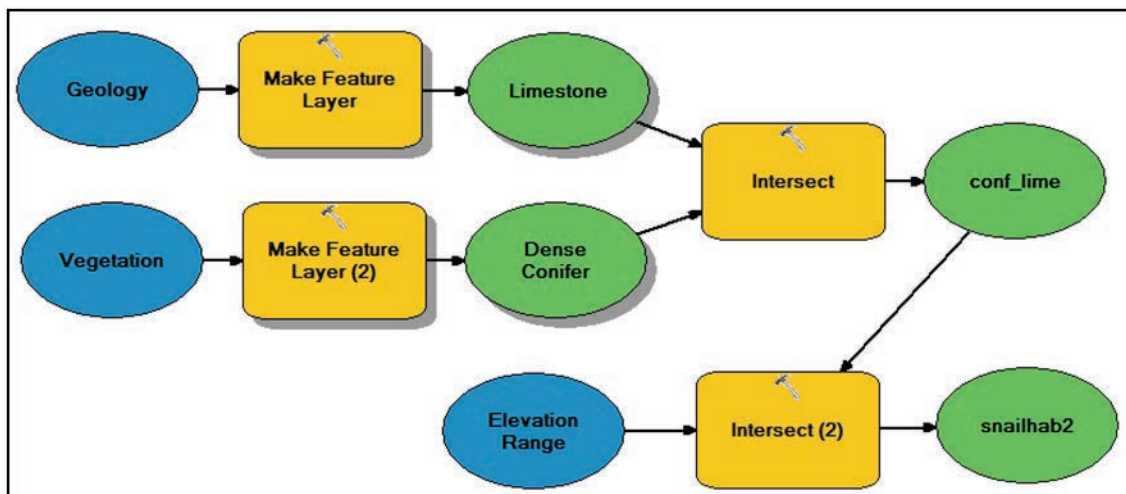 Geology
Make Feature
Layer
Limestone
Intersect
conf_lime
Vegetation
Make Feature
Layer (2)
Dense
Conifer
Elevation
Range
Intersect (2)
snailhab2